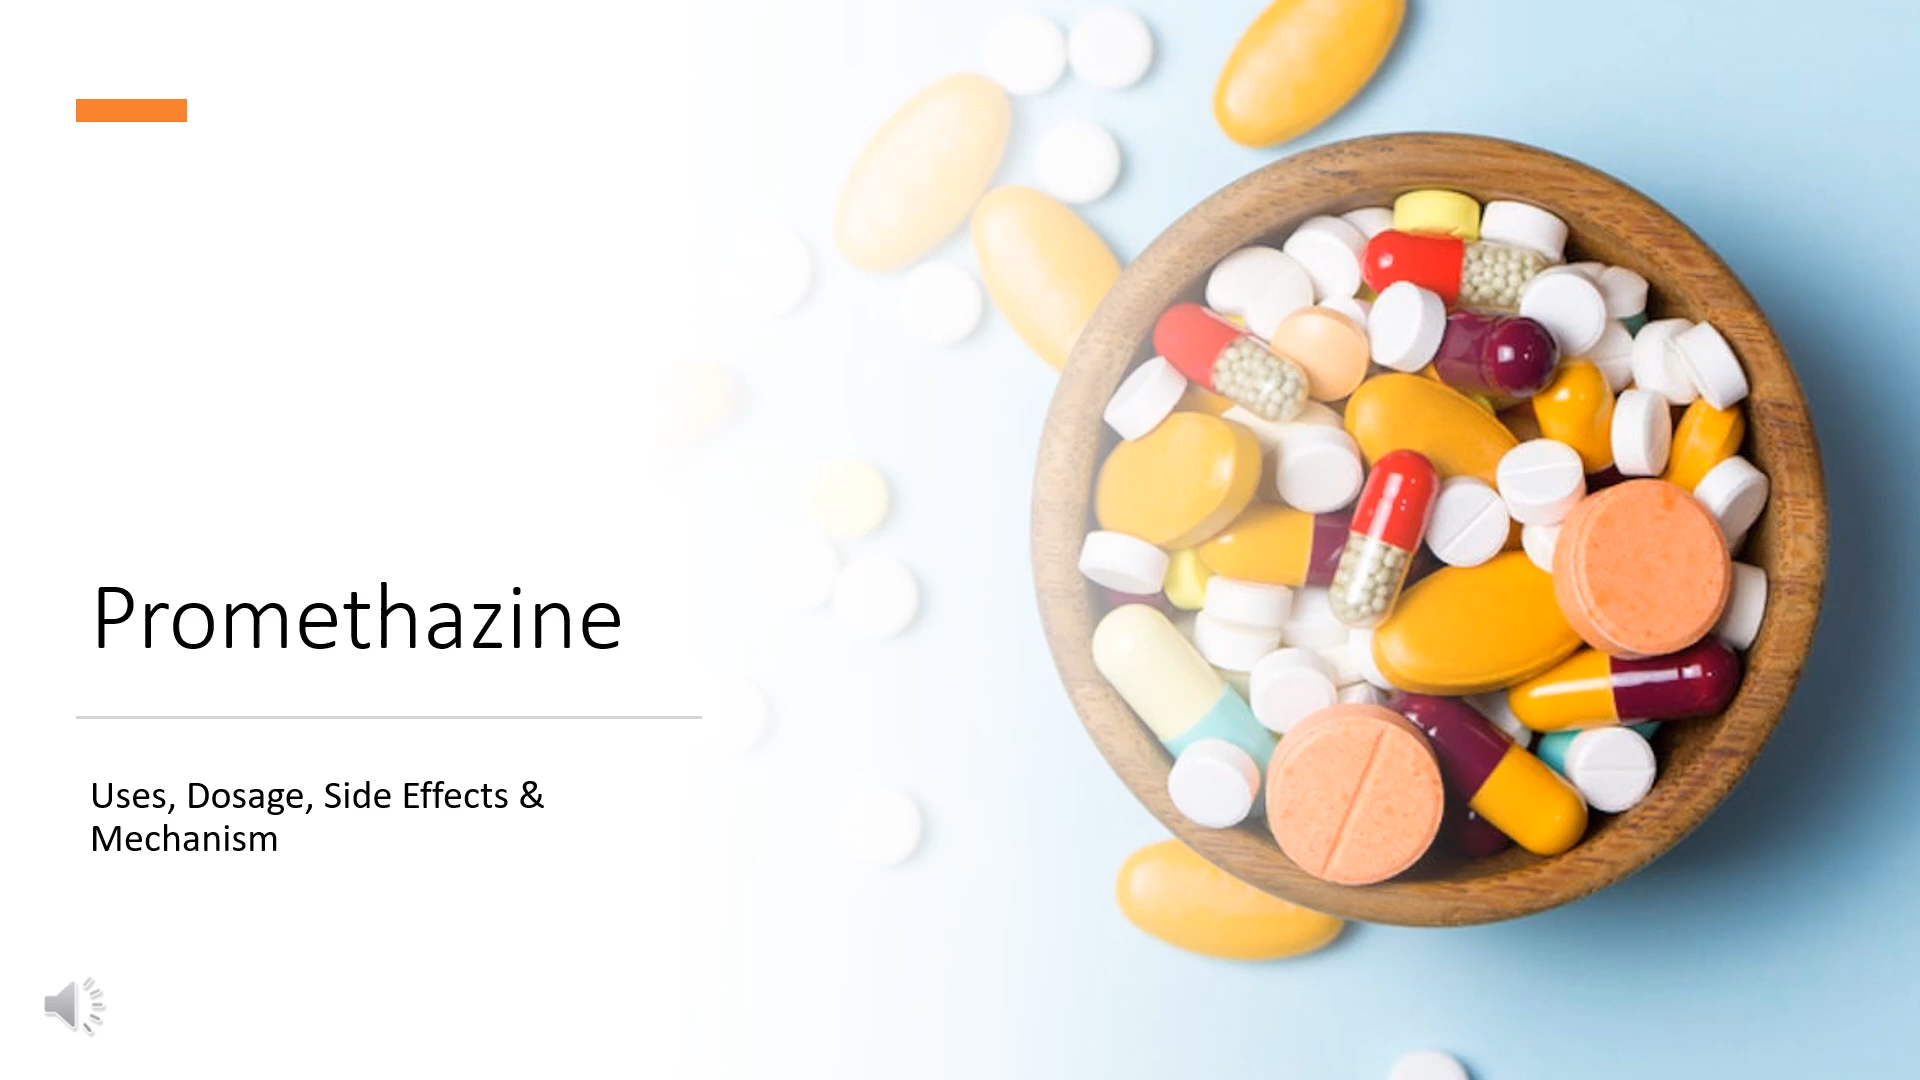 Promethazine
Uses, Dosage, Side Effects &
Mechanism